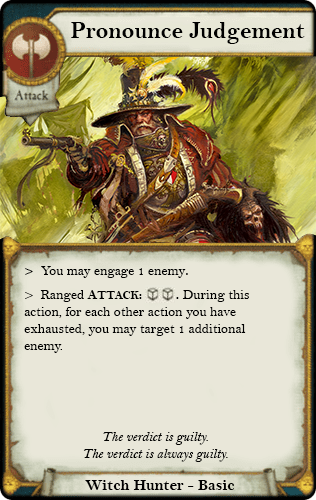 Pronounce Judgement
Attack
> You may engage 1 enemy.
> Ranged ATTACK: . During this
action, for each other action you have
exhausted, you may target 1 additional
enemy.
The verdict is guilty.
The verdict is always guilty.
Witch Hunter - Basic